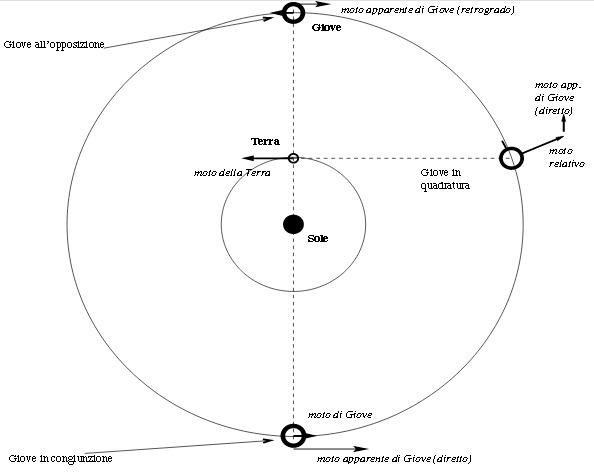 moto apparente di Giove (retrogrado)
Giove
Giove all'opposizione
moto app.
di Giove
(diretto)
Terra
moto
relativo
moto della Terra
Giove in
quadratura
Sole
moto di Giove
Giove in congiunzione
moto apparente di Giove (diretto)